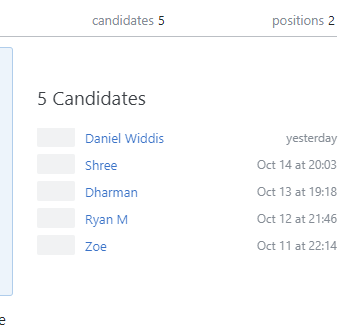 candidates 5 positions 2
5 Candidates
Daniel Widdis yesterday
Shree Oct 14 at 20:03
Dharman Oct 13 at 19:18
Ryan M Oct 12 at 21:46
Zoe Oct 11 at 22:14
e